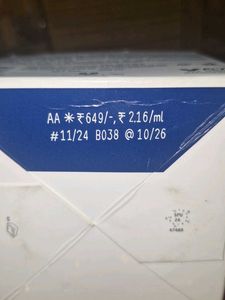 AA * ₹649/-, ₹ 2.16/ml
#11/24 B038 @ 10/26